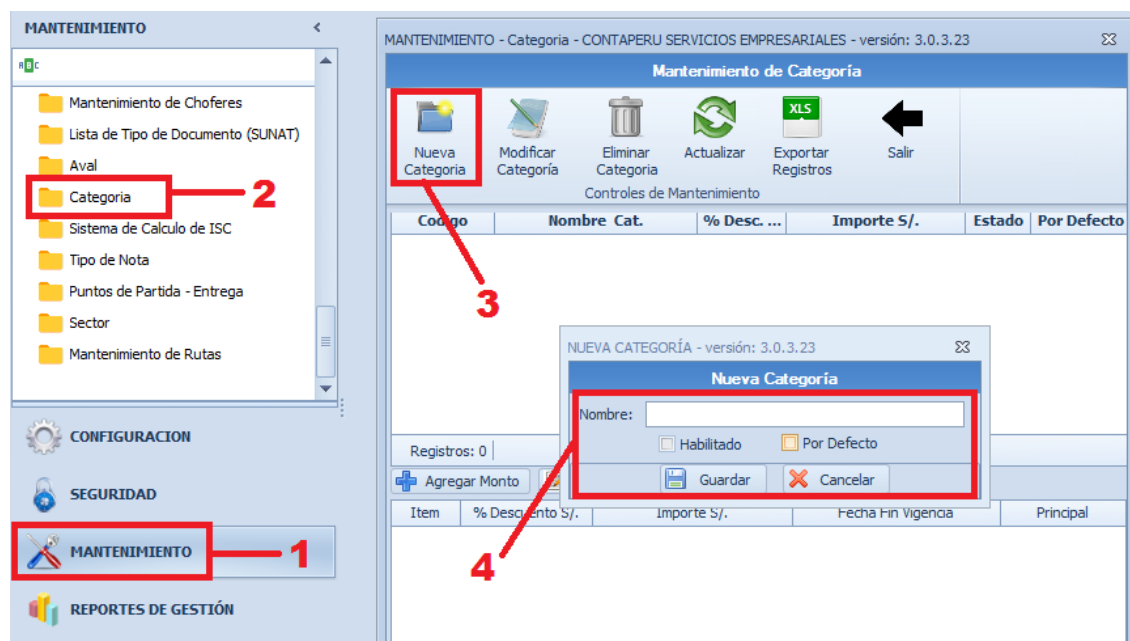 MANTENIMIENTO
ABC
Mantenimiento de Choferes
Lista de Tipo de Documento (SUNAT)
Aval
Categoria
2
Sistema de Calculo de ISC
Tipo de Nota
Puntos de Partida - Entrega
Sector
Mantenimiento de Rutas
CONFIGURACION
SEGURIDAD
MANTENIMIENTO
1
REPORTES DE GESTIÓN
MANTENIMIENTO - Categoria - CONTAPERU SERVICIOS EMPRESARIALES - versión: 3.0.3.23
Mantenimiento de Categoría
Nueva Categoria
Modificar Categoría
Eliminar Categoria
Actualizar
XLS
Exportar Registros
Salir
Controles de Mantenimiento
Codigo Nombre Cat. % Desc. ... Importe S/. Estado Por Defecto
3
NUEVA CATEGORÍA - versión: 3.0.3.23
Nueva Categoría
Nombre:
Habilitado Por Defecto
Guardar Cancelar
4
Registros: 0
Agregar Monto
Item % Descuento S/. Importe S/. Fecha Fin Vigencia Principal